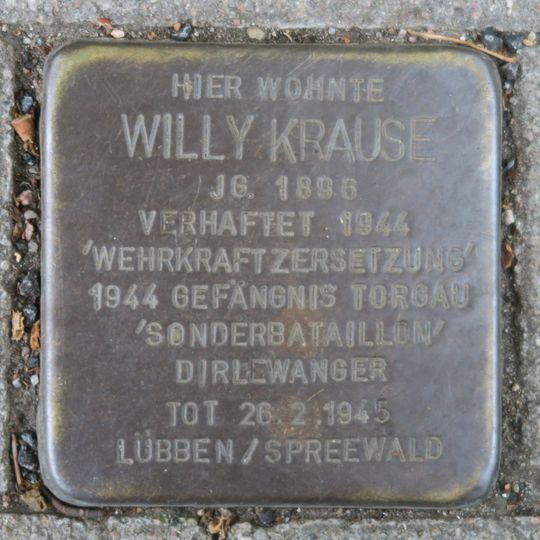 HIER WOHNTE
WILLY KRAUSE
JG. 1896
VERHAFTET 1944
'WEHRKRAFTZERSETZUNG'
1944 GEFÄNGNIS TORGAU
'SONDERBATAILLON'
DIRLEWANGER
TOT 26.2.1945
LÜBBEN/SPREEWALD